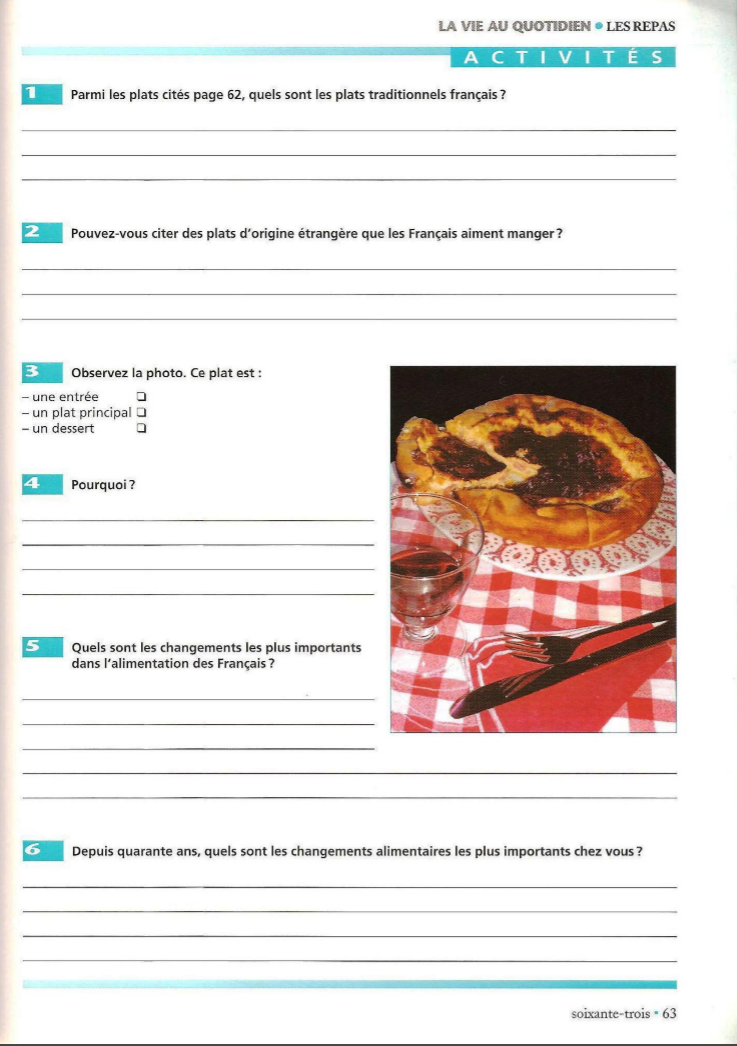 LA VIE AU QUOTIDIEN • LES REPAS
ACTIVITÉS
1 Parmi les plats cités page 62, quels sont les plats traditionnels français ?
2 Pouvez-vous citer des plats d'origine étrangère que les Français aiment manger ?
3 Observez la photo. Ce plat est :
– une entrée ❏
– un plat principal ❏
– un dessert ❏
4 Pourquoi ?
5 Quels sont les changements les plus importants
dans l'alimentation des Français ?
6 Depuis quarante ans, quels sont les changements alimentaires les plus importants chez vous ?
soixante-trois • 63